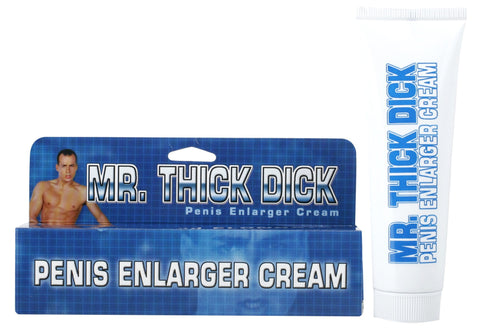 MR. THICK DICK
Penis Enlarger Cream
PENIS ENLARGER CREAM
MR. THICK DICK
PENIS ENLARGER CREAM